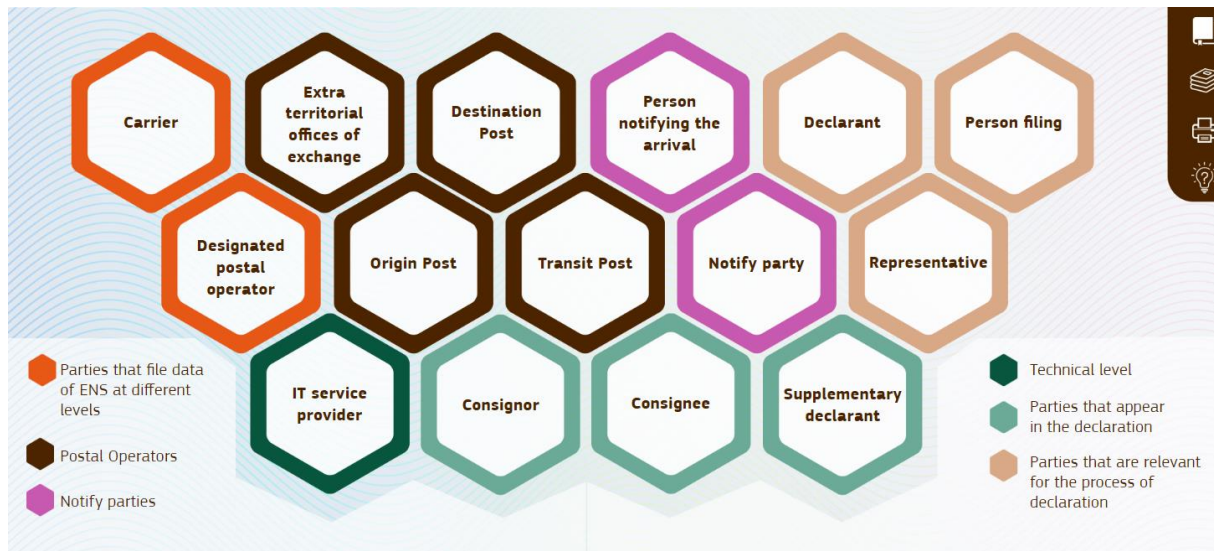 Carrier
Extra
territorial
offices of
exchange
Destination
Post
Person
notifying the
arrival
Declarant
Person filing
Designated
postal
operator
Origin Post
Transit Post
Notify party
Representative
IT service
provider
Consignor
Consignee
Supplementary
declarant
Parties that file data
of ENS at different
levels
Postal Operators
Notify parties
Technical level
Parties that appear
in the declaration
Parties that are relevant
for the process of
declaration